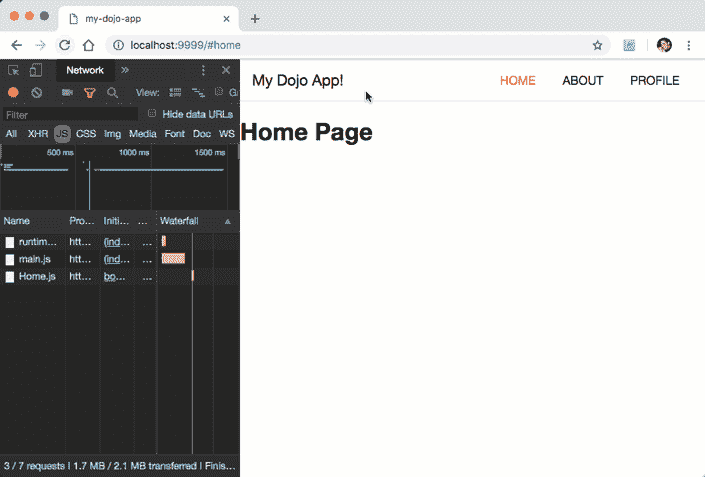 my-dojo-app
localhost:9999/#home
Network
View:
Filter
Hide data URLs
All XHR JS CSS Img Media Font Doc WS
500 ms 1000 ms 1500 ms
Name Pro... Initi... ... Waterfall
runtim... htt... (ind... ...
main.js htt... (ind... ...
Home.js htt... bo... ...
3 / 7 requests | 1.7 MB / 2.1 MB transferred | Finis...
My Dojo App!
HOME ABOUT PROFILE
Home Page